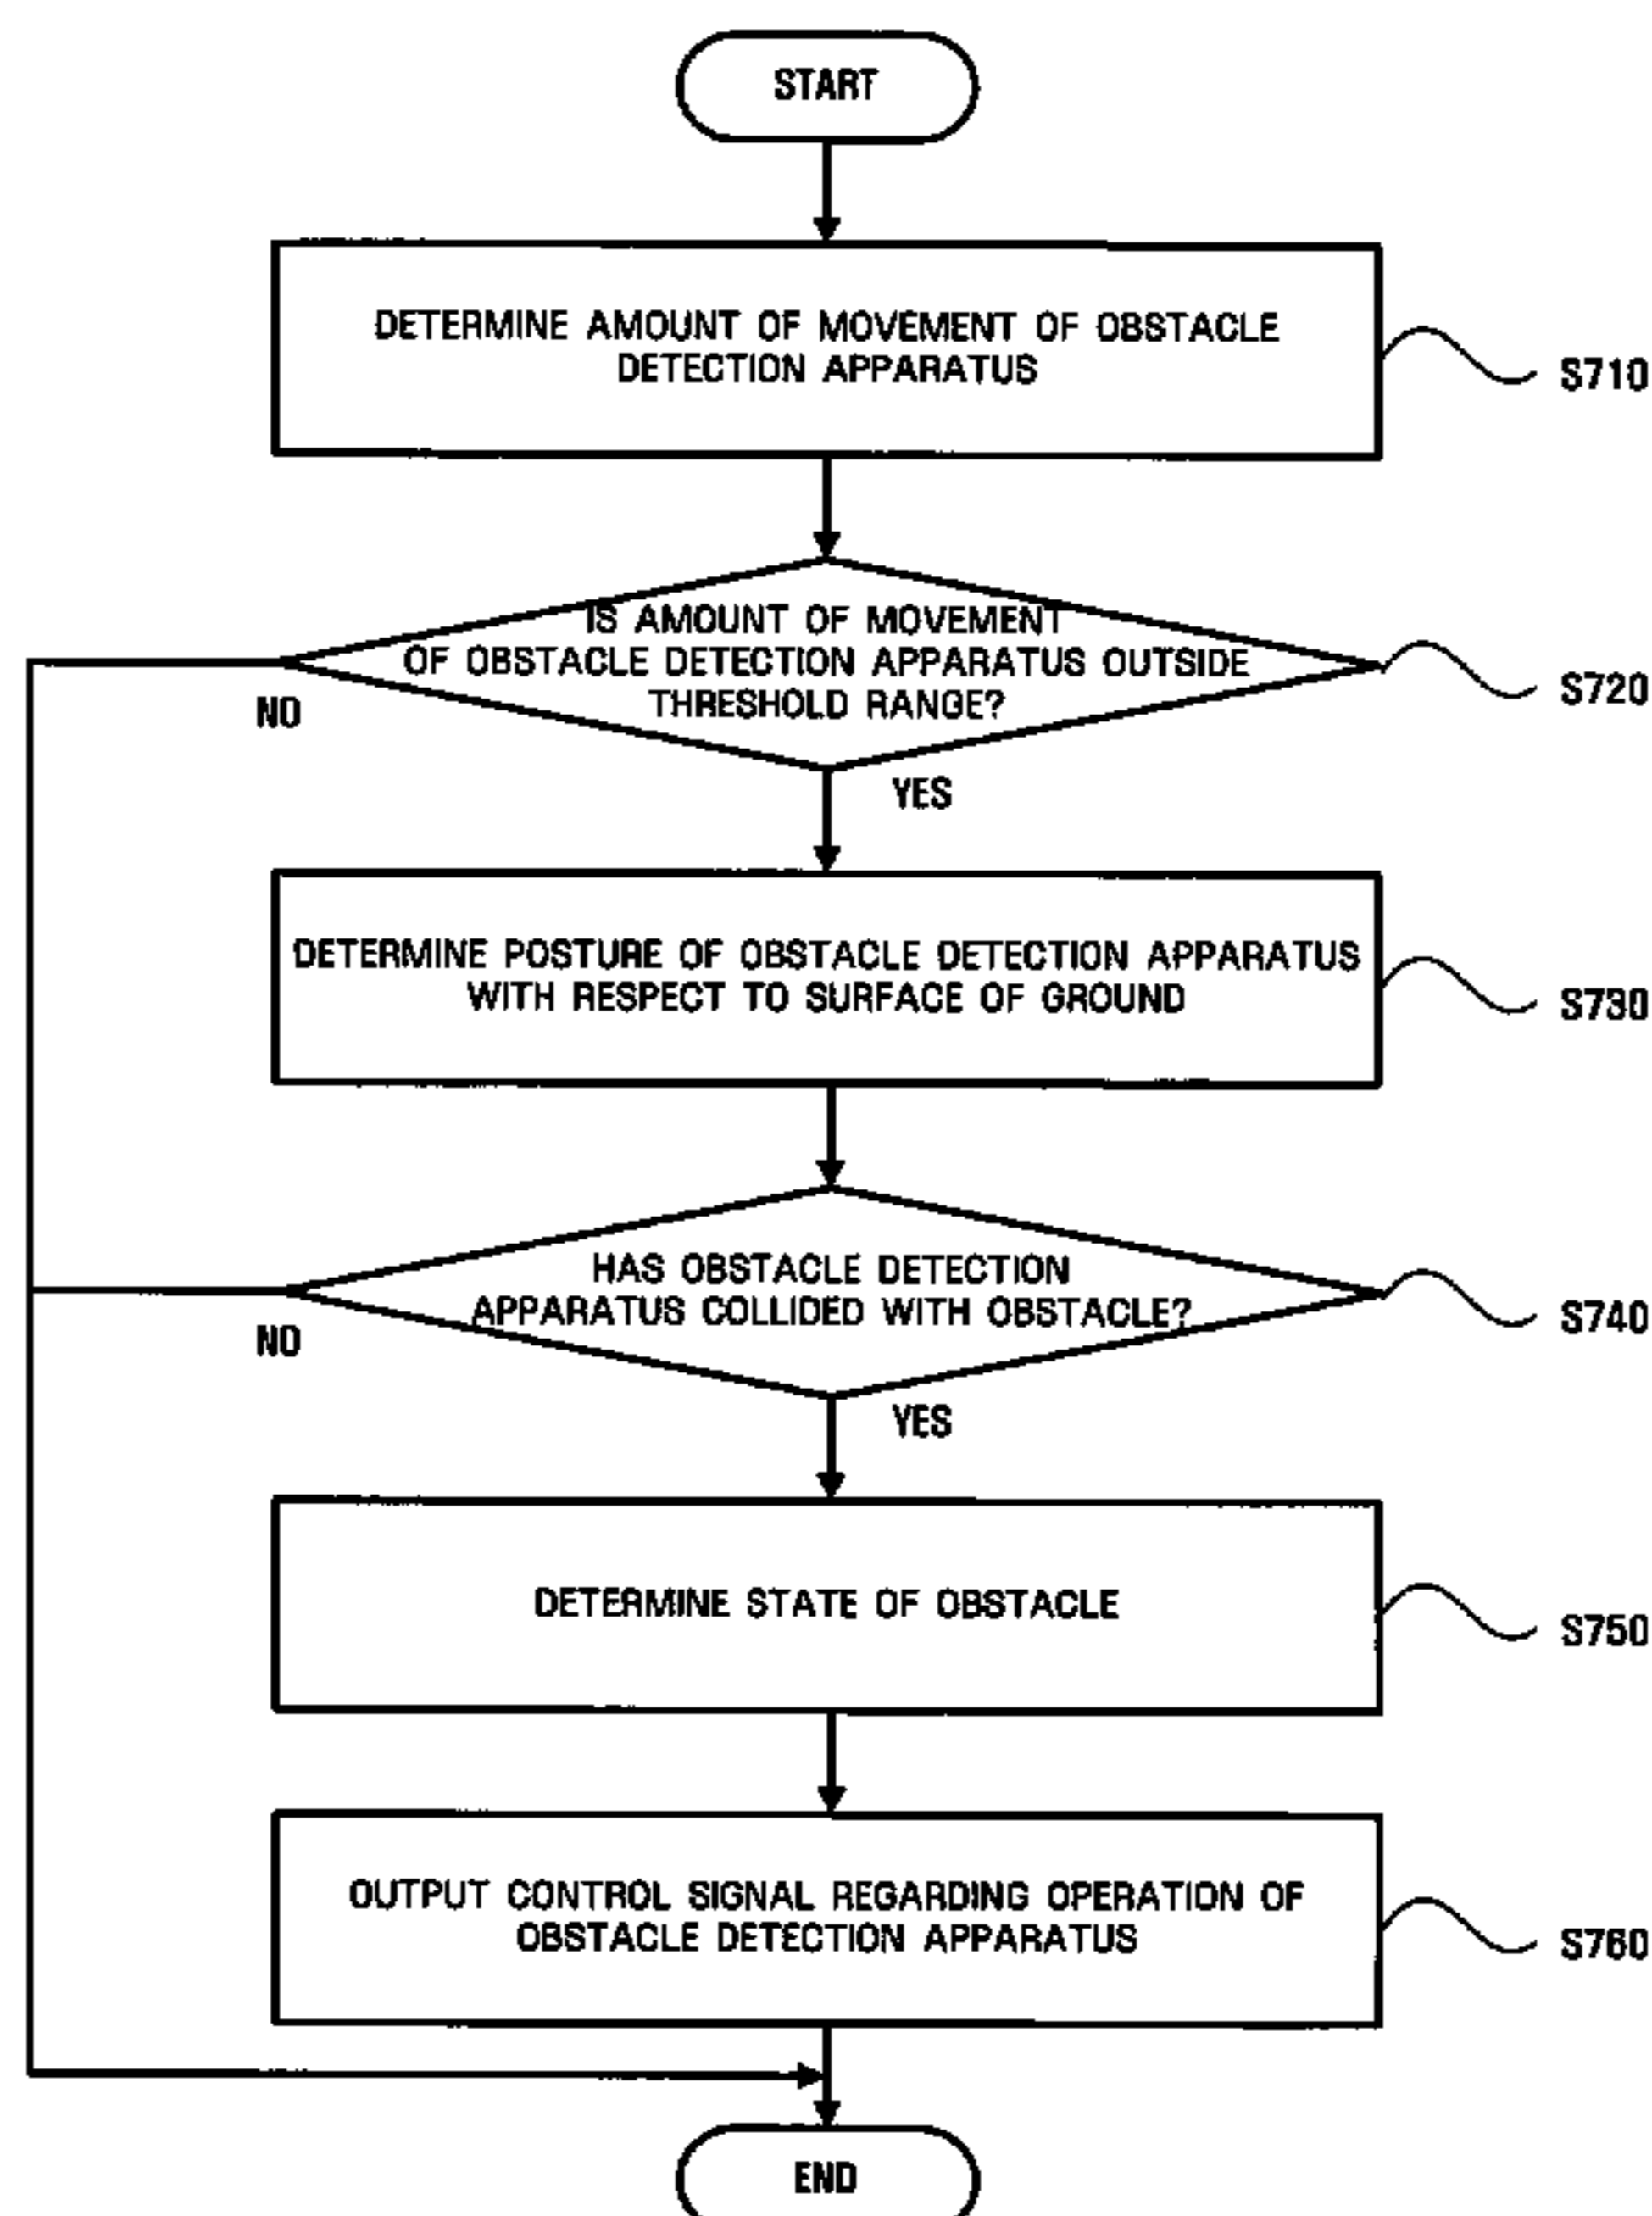 START
DETERMINE AMOUNT OF MOVEMENT OF OBSTACLE
DETECTION APPARATUS
S710
IS AMOUNT OF MOVEMENT
OF OBSTACLE DETECTION APPARATUS OUTSIDE
THRESHOLD RANGE?
S720
NO
YES
DETERMINE POSTURE OF OBSTACLE DETECTION APPARATUS
WITH RESPECT TO SURFACE OF GROUND
S730
HAS OBSTACLE DETECTION
APPARATUS COLLIDED WITH OBSTACLE?
S740
NO
YES
DETERMINE STATE OF OBSTACLE
S750
OUTPUT CONTROL SIGNAL REGARDING OPERATION OF
OBSTACLE DETECTION APPARATUS
S760
END